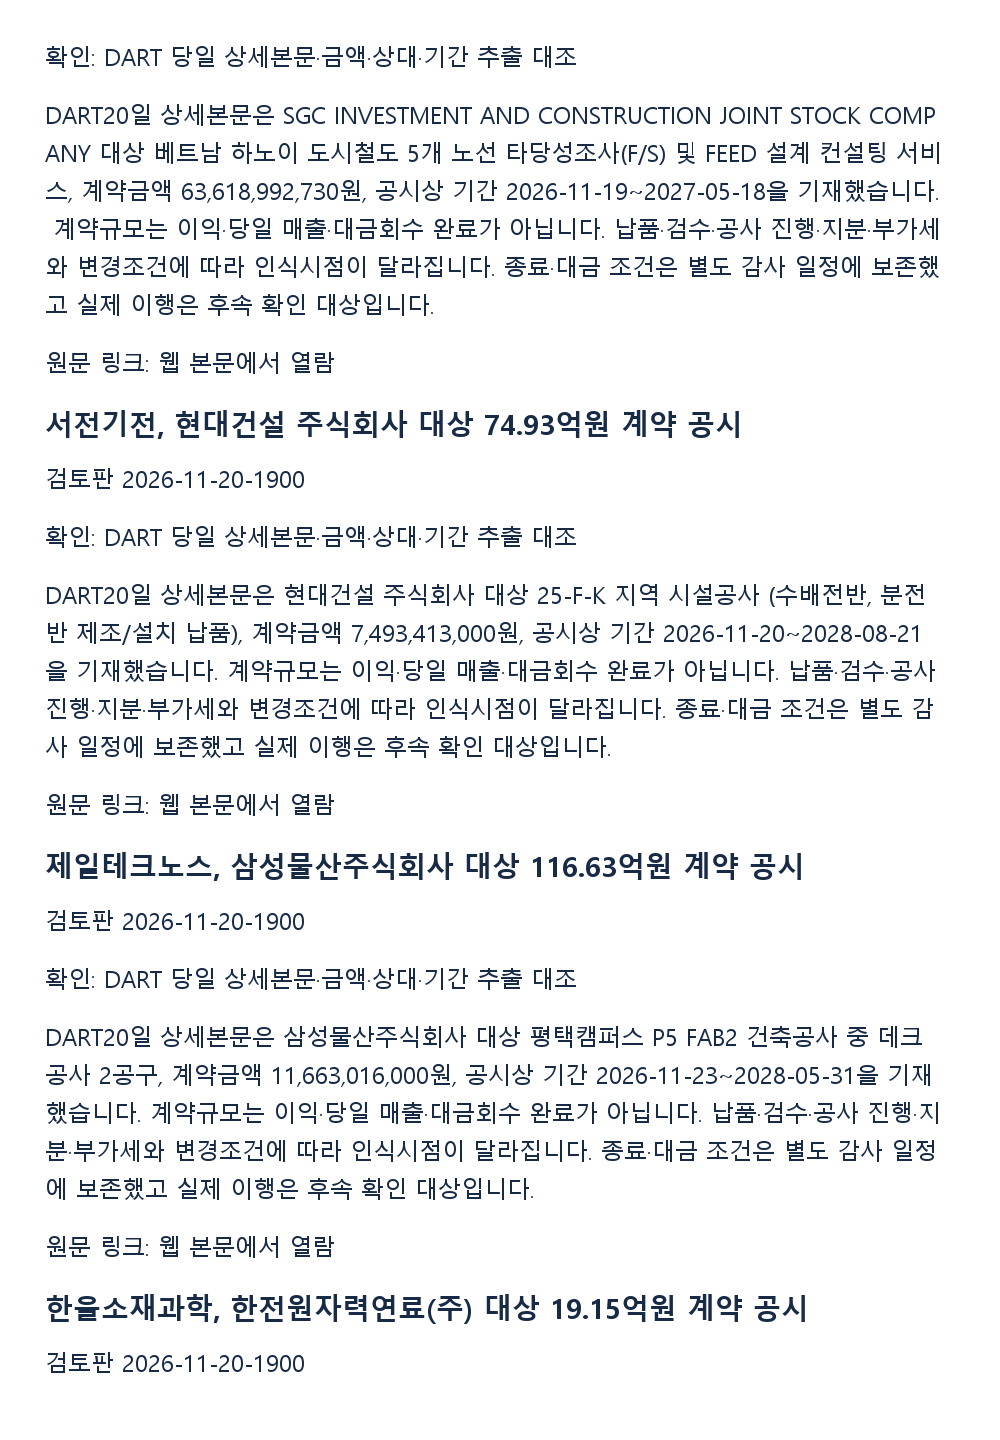 확인: DART 당일 상세본문·금액·상대·기간 추출 대조
DART20일 상세본문은 SGC INVESTMENT AND CONSTRUCTION JOINT STOCK COMP
ANY 대상 베트남 하노이 도시철도 5개 노선 타당성조사(F/S) 및 FEED 설계 컨설팅 서비
스, 계약금액 63,618,992,730원, 공시상 기간 2026-11-19~2027-05-18을 기재했습니다.
계약규모는 이익·당일 매출·대금회수 완료가 아닙니다. 납품·검수·공사 진행·지분·부가세
와 변경조건에 따라 인식시점이 달라집니다. 종료·대금 조건은 별도 감사 일정에 보존했
고 실제 이행은 후속 확인 대상입니다.
원문 링크: 웹 본문에서 열람
서전기전, 현대건설 주식회사 대상 74.93억원 계약 공시
검토판 2026-11-20-1900
확인: DART 당일 상세본문·금액·상대·기간 추출 대조
DART20일 상세본문은 현대건설 주식회사 대상 25-F-K 지역 시설공사 (수배전반, 분전
반 제조/설치 납품), 계약금액 7,493,413,000원, 공시상 기간 2026-11-20~2028-08-21
을 기재했습니다. 계약규모는 이익·당일 매출·대금회수 완료가 아닙니다. 납품·검수·공사
진행·지분·부가세와 변경조건에 따라 인식시점이 달라집니다. 종료·대금 조건은 별도 감
사 일정에 보존했고 실제 이행은 후속 확인 대상입니다.
원문 링크: 웹 본문에서 열람
제일테크노스, 삼성물산주식회사 대상 116.63억원 계약 공시
검토판 2026-11-20-1900
확인: DART 당일 상세본문·금액·상대·기간 추출 대조
DART20일 상세본문은 삼성물산주식회사 대상 평택캠퍼스 P5 FAB2 건축공사 중 데크
공사 2공구, 계약금액 11,663,016,000원, 공시상 기간 2026-11-23~2028-05-31을 기재
했습니다. 계약규모는 이익·당일 매출·대금회수 완료가 아닙니다. 납품·검수·공사 진행·지
분·부가세와 변경조건에 따라 인식시점이 달라집니다. 종료·대금 조건은 별도 감사 일정
에 보존했고 실제 이행은 후속 확인 대상입니다.
원문 링크: 웹 본문에서 열람
한울소재과학, 한전원자력연료(주) 대상 19.15억원 계약 공시
검토판 2026-11-20-1900